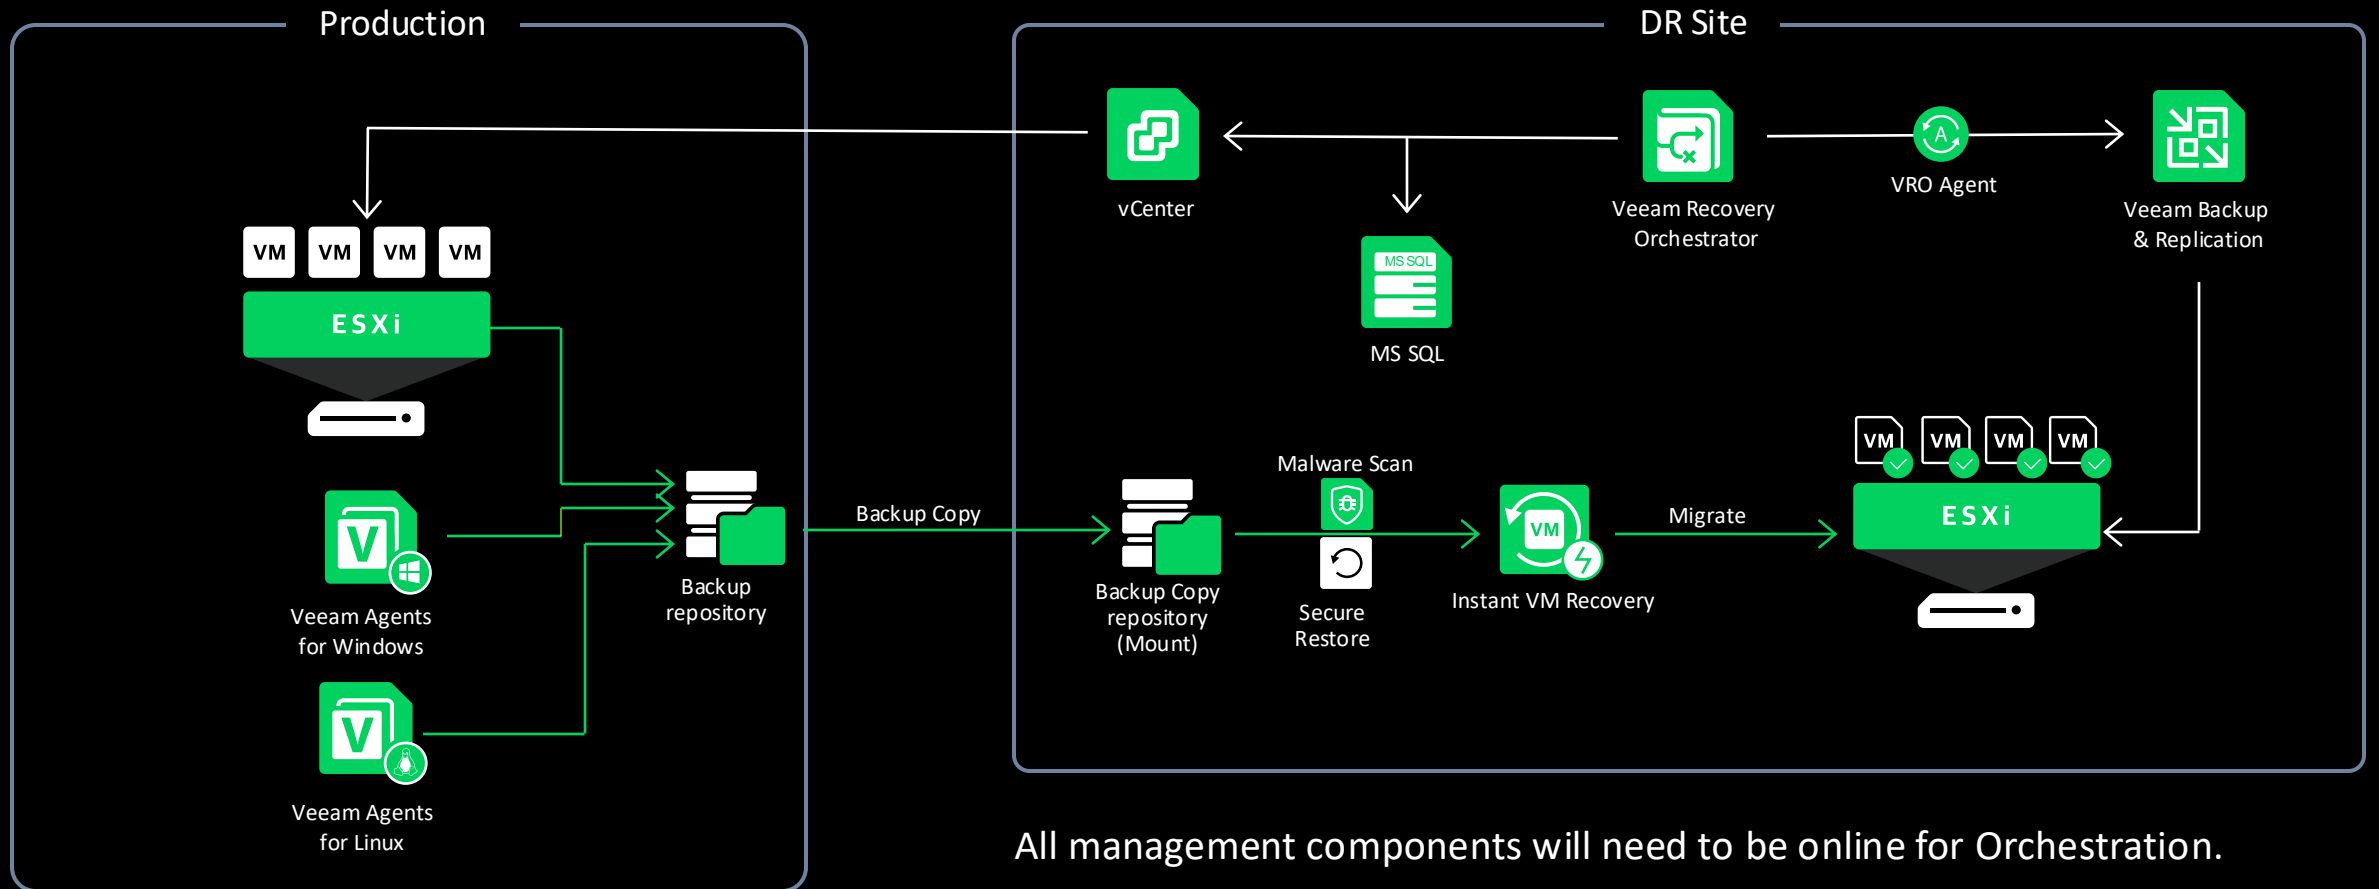 Production
DR Site
vCenter
MS SQL
MS SQL
Veeam Recovery
Orchestrator
A
VRO Agent
Veeam Backup
& Replication
VM
VM
VM
VM
ESXi
V
Veeam Agents
for Windows
V
Veeam Agents
for Linux
Backup
repository
Backup Copy
Backup Copy
repository
(Mount)
Malware Scan
Secure
Restore
VM
Instant VM Recovery
Migrate
VM
VM
VM
VM
ESXi
All management components will need to be online for Orchestration.